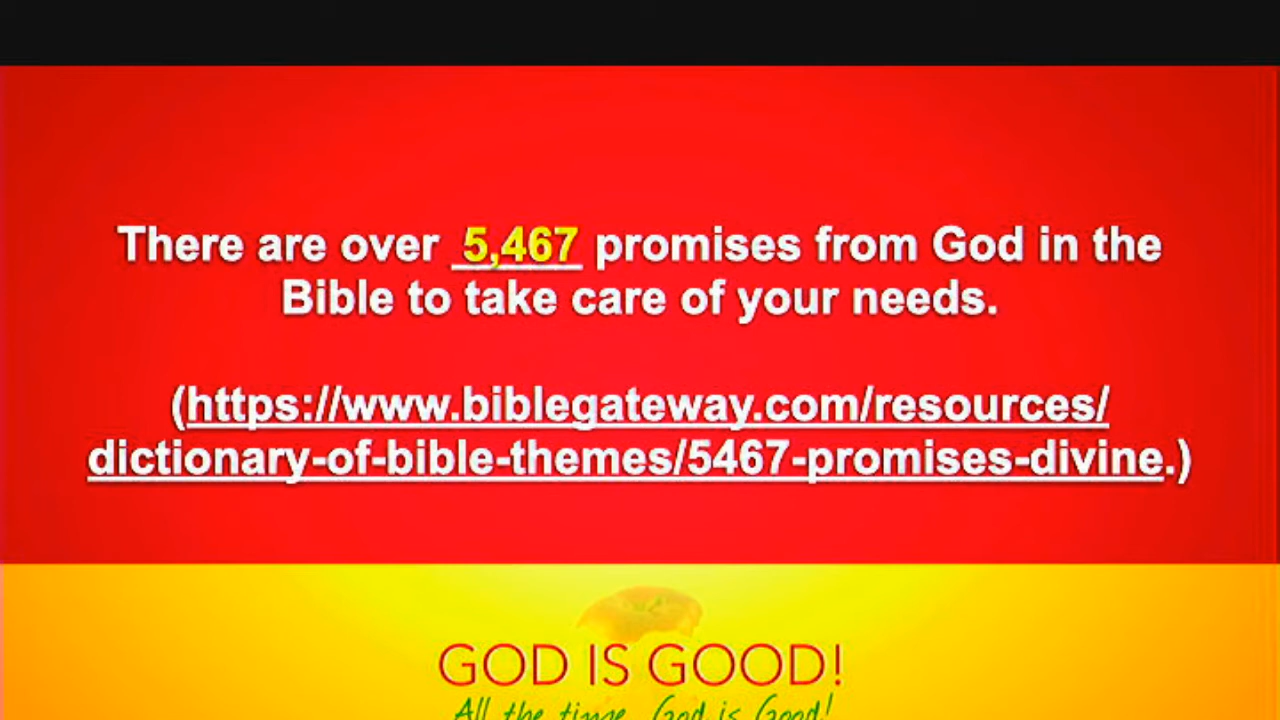 There are over 5,467 promises from God in the
Bible to take care of your needs.
(https://www.biblegateway.com/resources/
dictionary-of-bible-themes/5467-promises-divine.)
GOD IS GOOD!
All the time, God is Good!